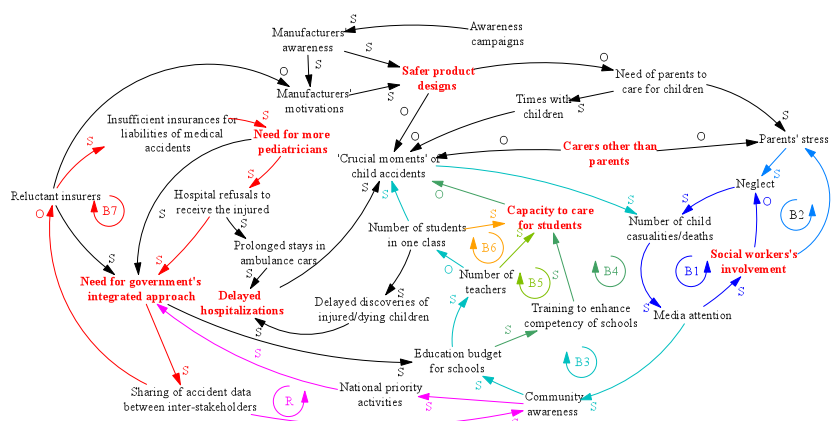 Manufacturers'
awareness
Awareness
campaigns
S
S
S
O
Safer product
designs
O
Need of parents to
care for children
Manufacturers'
motivations
S
O
Times with
children
S
S
Insufficient insurances for
liabilities of medical
accidents
S
Need for more
pediatricians
S
'Crucial moments' of
child accidents
O
Carers other than
parents
O
Parents' stress
S
Reluctant insurers
O
B7
S
Hospital refusals to
receive the injured
S
S
S
O
Neglect
S
O
B2
Capacity to care
for students
S
S
Number of students
in one class
S
B6
S
Number of child
casualties/deaths
Prolonged stays in
ambulance cars
S
S
S
Need for government's
integrated approach
Delayed
hospitalizations
S
O
Number of
teachers
B5
B4
B1
Social workers's
involvement
S
Delayed discoveries of
injured/dying children
S
S
Training to enhance
competency of schools
S
Media attention
S
S
Education budget
for schools
S
B3
S
Sharing of accident data
between inter-stakeholders
R
National priority
activities
S
Community
awareness
S
S